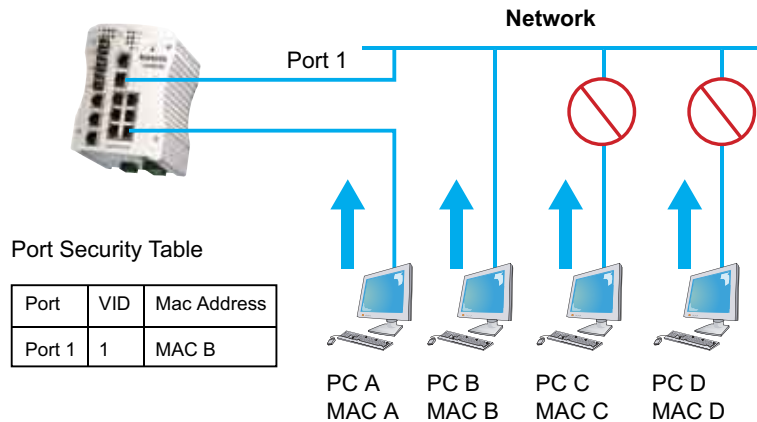 Network
Port 1
Port Security Table
Port VID Mac Address
Port 1 1 MAC B
PC A PC B PC C PC D
MAC A MAC B MAC C MAC D